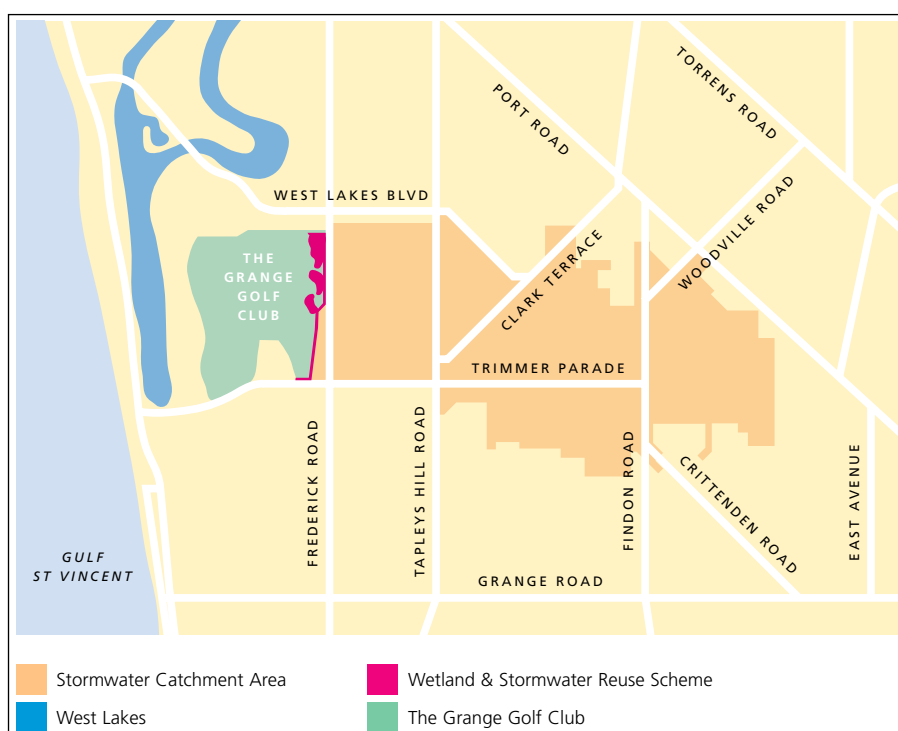 PORT ROAD
TORRENS ROAD
WEST LAKES BLVD
WOODVILLE ROAD
THE
GRANGE
GOLF
CLUB
CLARK TERRACE
TRIMMER PARADE
FREDERICK ROAD
TAPLEYS HILL ROAD
FINDON ROAD
CRITTENDEN ROAD
EAST AVENUE
GULF
ST VINCENT
GRANGE ROAD
Stormwater Catchment Area
Wetland & Stormwater Reuse Scheme
West Lakes
The Grange Golf Club